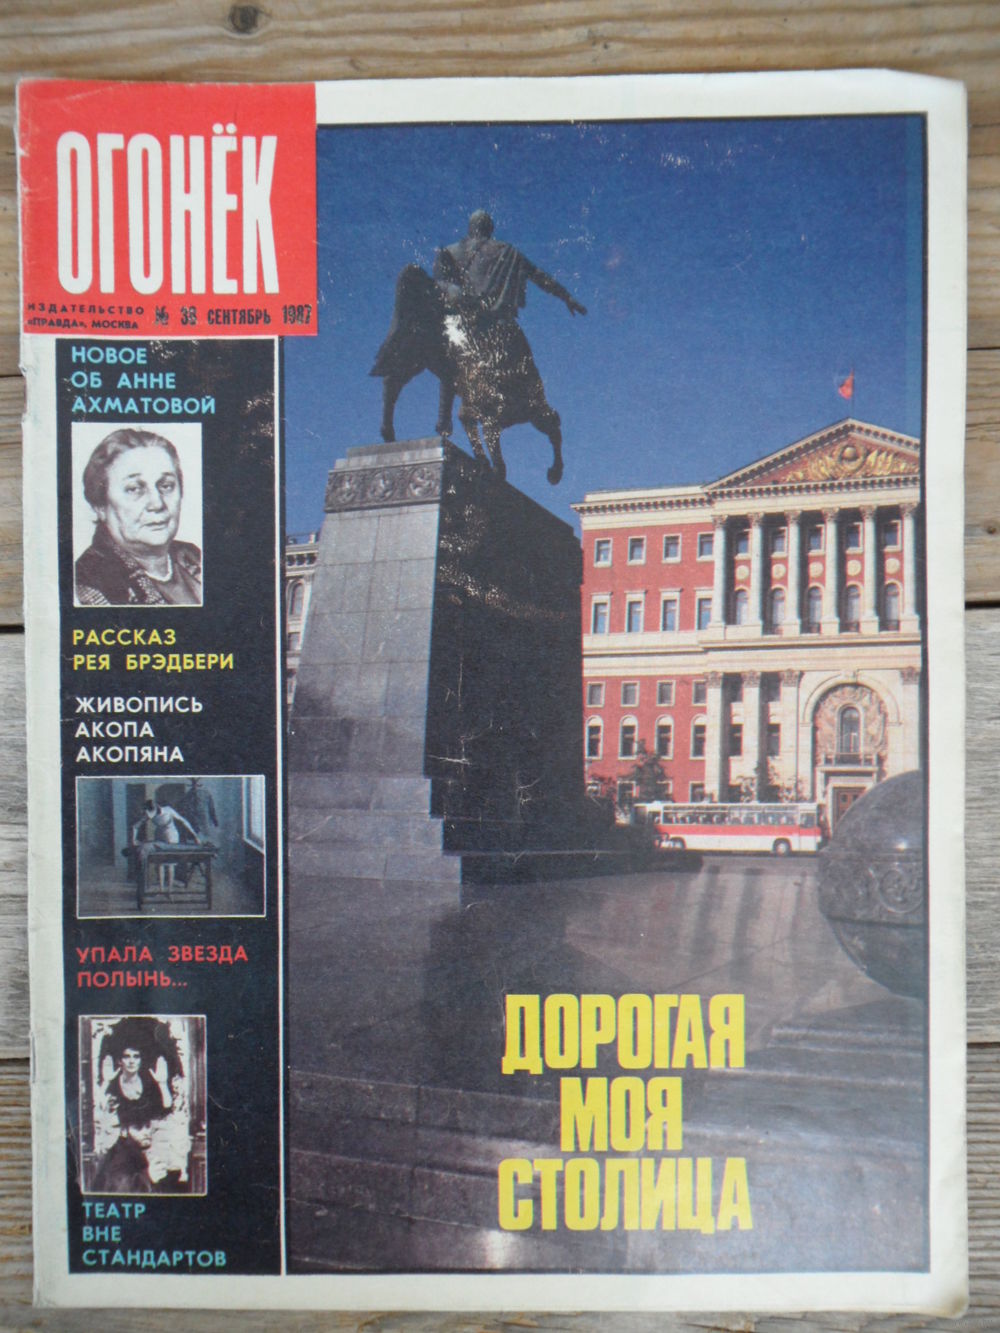 ОГОНЁК
ИЗДАТЕЛЬСТВО
«ПРАВДА», МОСКВА
№ 38 СЕНТЯБРЬ 1987
НОВОЕ
ОБ АННЕ
АХМАТОВОЙ
РАССКАЗ
РЕЯ БРЭДБЕРИ
ЖИВОПИСЬ
АКОПА
АКОПЯНА
УПАЛА ЗВЕЗДА
ПОЛЫНЬ...
ТЕАТР
ВНЕ
СТАНДАРТОВ
ДОРОГАЯ
МОЯ
СТОЛИЦА